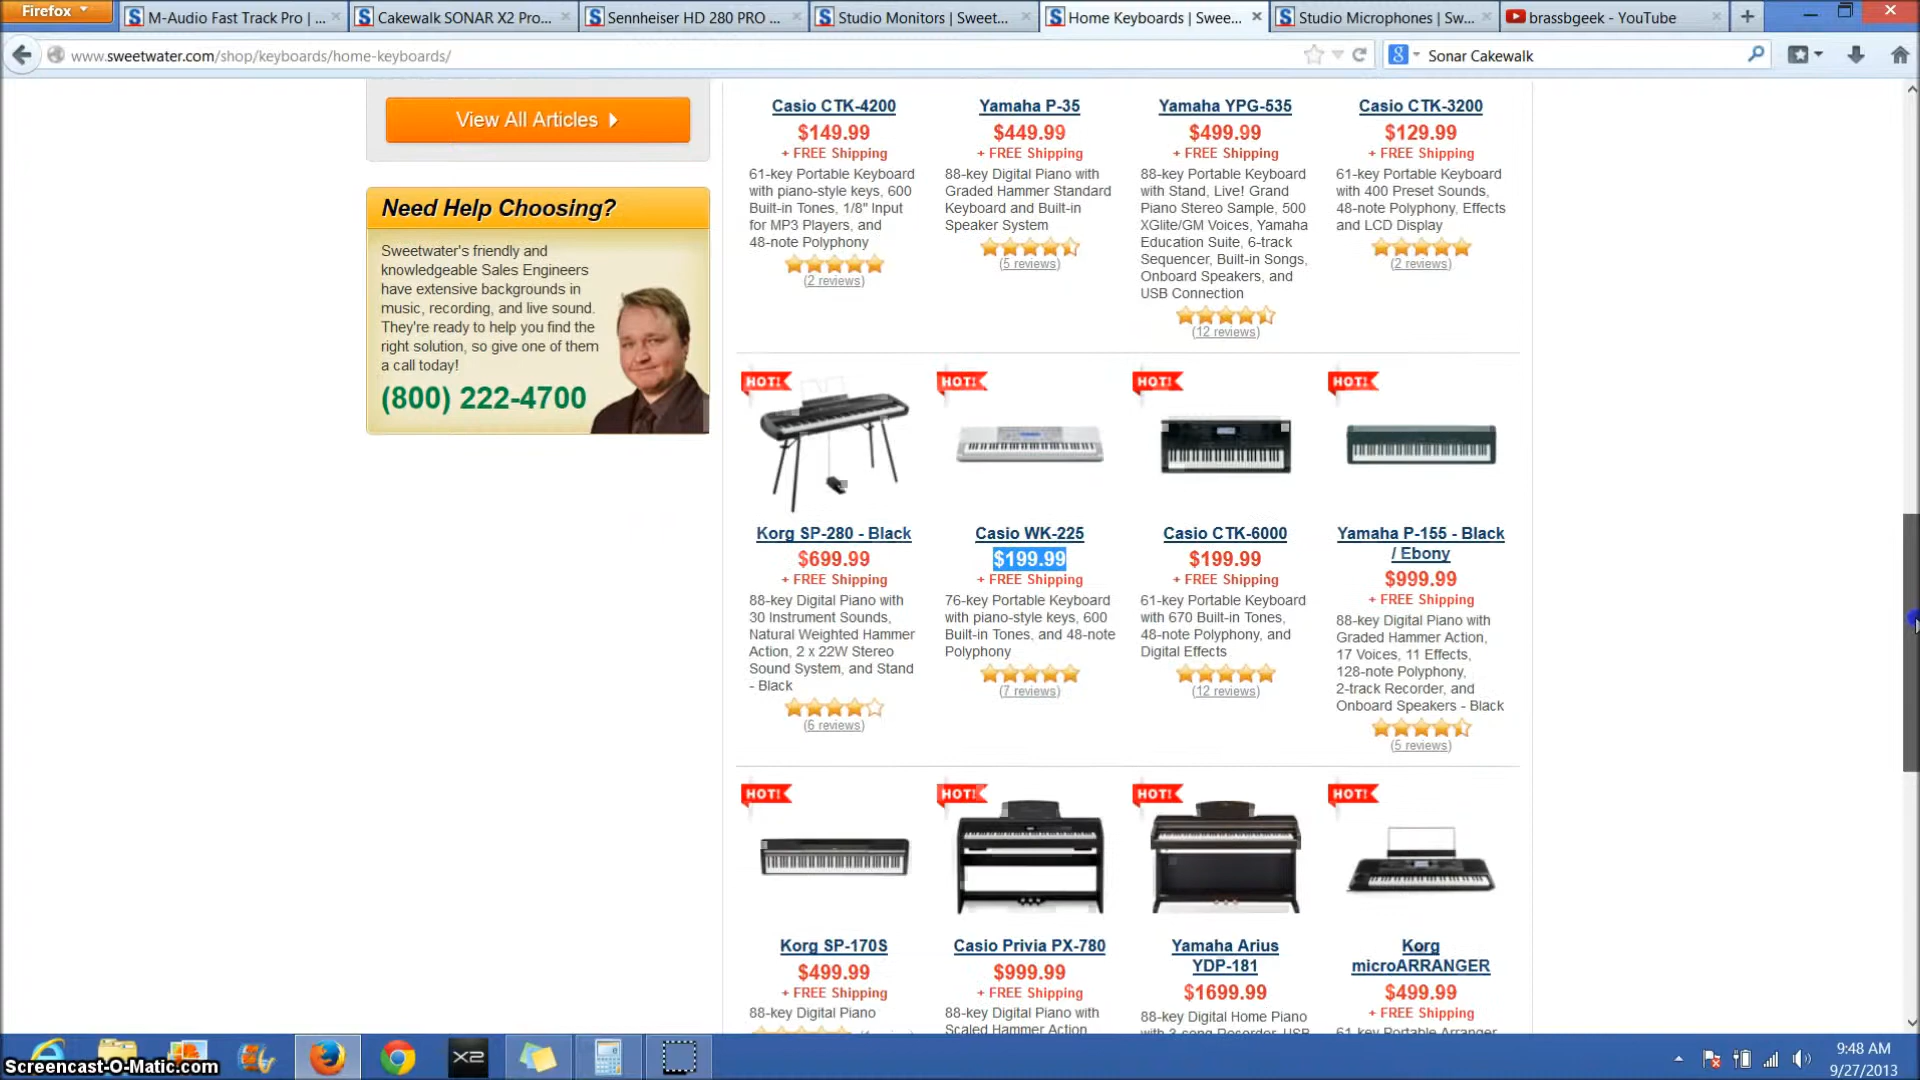 Firefox
M-Audio Fast Track Pro | ...
Cakewalk SONAR X2 Pro...
Sennheiser HD 280 PRO ...
Studio Monitors | Sweet...
Home Keyboards | Swee...
Studio Microphones | Sw...
brassbgeek - YouTube
www.sweetwater.com/shop/keyboards/home-keyboards/
Sonar Cakewalk
View All Articles
Need Help Choosing?
Sweetwater's friendly and
knowledgeable Sales Engineers
have extensive backgrounds in
music, recording, and live sound.
They're ready to help you find the
right solution, so give one of them
a call today!
(800) 222-4700
Casio CTK-4200
$149.99
+ FREE Shipping
61-key Portable Keyboard
with piano-style keys, 600
Built-in Tones, 1/8" Input
for MP3 Players, and
48-note Polyphony
(2 reviews)
Yamaha P-35
$449.99
+ FREE Shipping
88-key Digital Piano with
Graded Hammer Standard
Keyboard and Built-in
Speaker System
(5 reviews)
Yamaha YPG-535
$499.99
+ FREE Shipping
88-key Portable Keyboard
with Stand, Live! Grand
Piano Stereo Sample, 500
XGlite/GM Voices, Yamaha
Education Suite, 6-track
Sequencer, Built-in Songs,
Onboard Speakers, and
USB Connection
(12 reviews)
Casio CTK-3200
$129.99
+ FREE Shipping
61-key Portable Keyboard
with 400 Preset Sounds,
48-note Polyphony, Effects
and LCD Display
(2 reviews)
HOT!
Korg SP-280 - Black
$699.99
+ FREE Shipping
88-key Digital Piano with
30 Instrument Sounds,
Natural Weighted Hammer
Action, 2 x 22W Stereo
Sound System, and Stand
- Black
(6 reviews)
HOT!
Casio WK-225
$199.99
+ FREE Shipping
76-key Portable Keyboard
with piano-style keys, 600
Built-in Tones, and 48-note
Polyphony
(7 reviews)
HOT!
Casio CTK-6000
$199.99
+ FREE Shipping
61-key Portable Keyboard
with 670 Built-in Tones,
48-note Polyphony, and
Digital Effects
(12 reviews)
HOT!
Yamaha P-155 - Black
/ Ebony
$999.99
+ FREE Shipping
88-key Digital Piano with
Graded Hammer Action,
17 Voices, 11 Effects,
128-note Polyphony,
2-track Recorder, and
Onboard Speakers - Black
(5 reviews)
HOT!
Korg SP-170S
$499.99
+ FREE Shipping
88-key Digital Piano
HOT!
Casio Privia PX-780
$999.99
+ FREE Shipping
88-key Digital Piano with
Scaled Hammer Action
HOT!
Yamaha Arius
YDP-181
$1699.99
88-key Digital Home Piano
with 3-song Recorder, USB
HOT!
Korg
microARRANGER
$499.99
+ FREE Shipping
61-key Portable Arranger
X2
Screencast-O-Matic.com
9:48 AM
9/27/2013